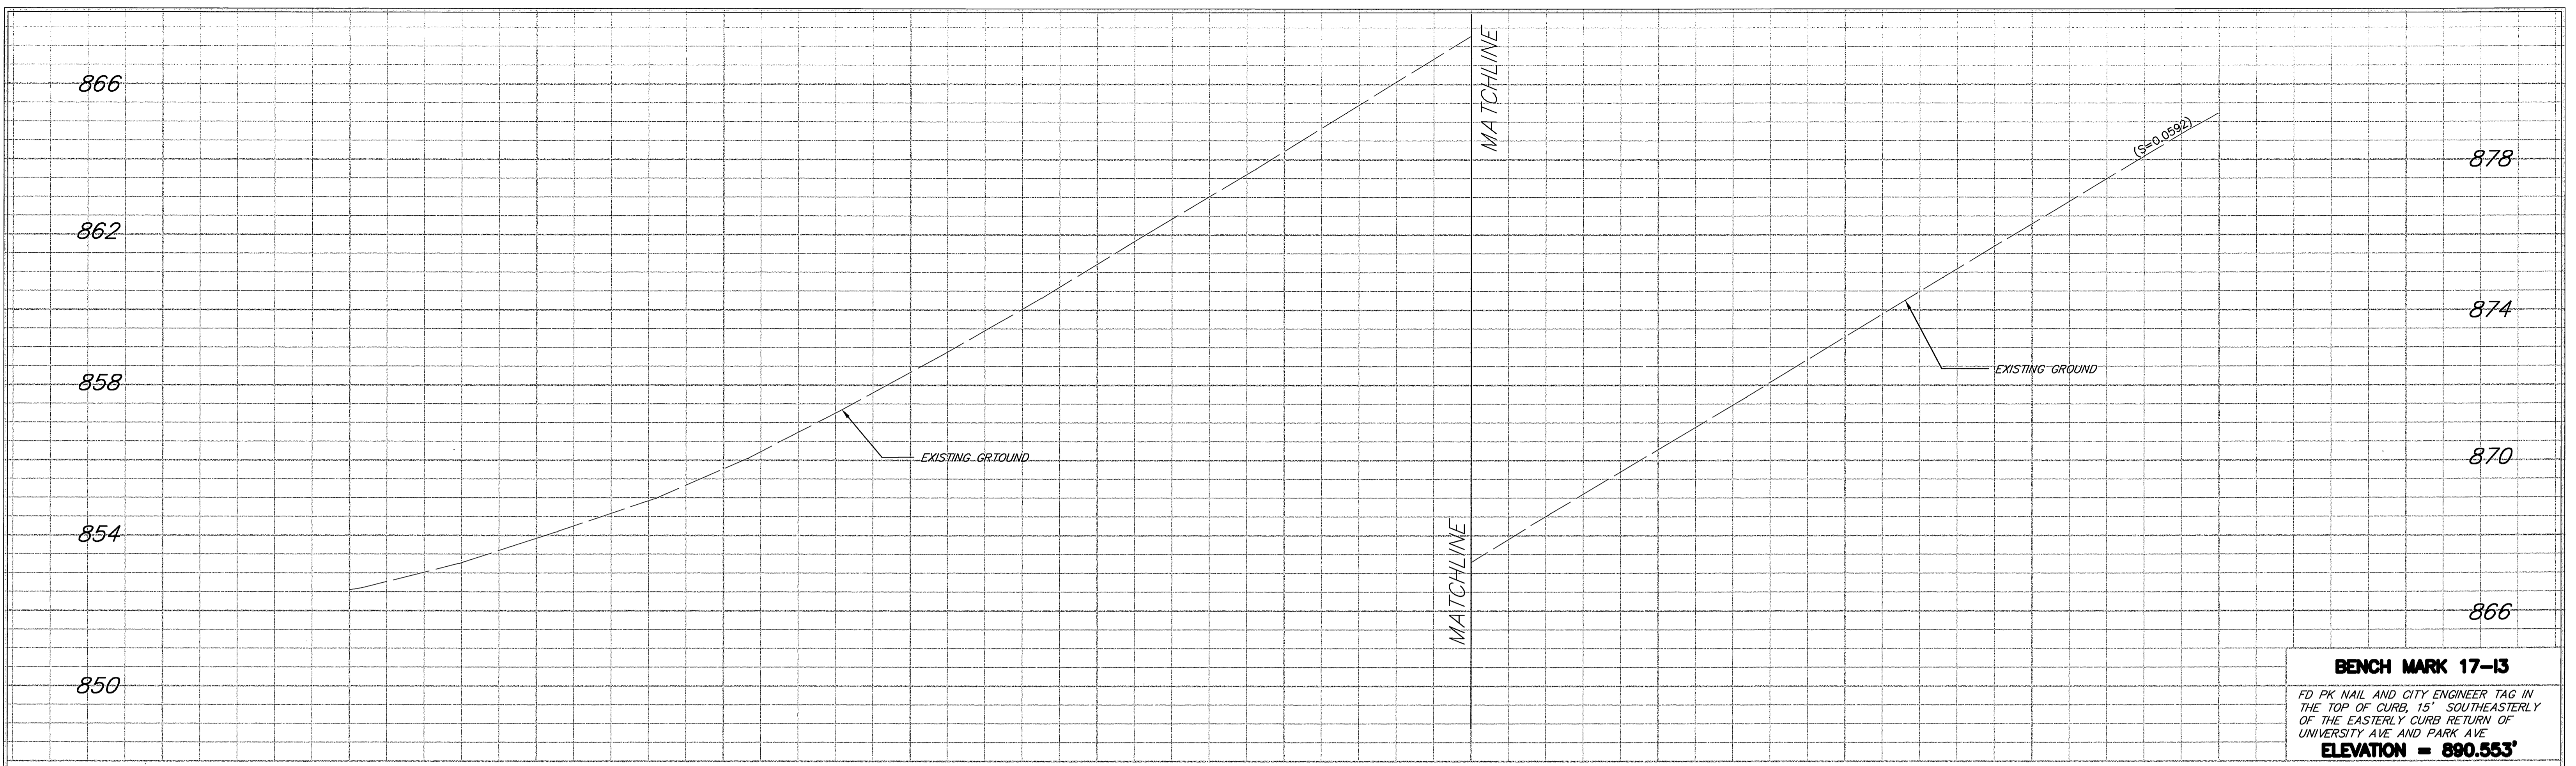 866
862
858
854
850
MATCHLINE
MATCHLINE
EXISTING GRTOUND
(S=0.0592)
EXISTING GROUND
878
874
870
866
BENCH MARK 17-13
FD PK NAIL AND CITY ENGINEER TAG IN
THE TOP OF CURB, 15' SOUTHEASTERLY
OF THE EASTERLY CURB RETURN OF
UNIVERSITY AVE AND PARK AVE
ELEVATION = 890.553'